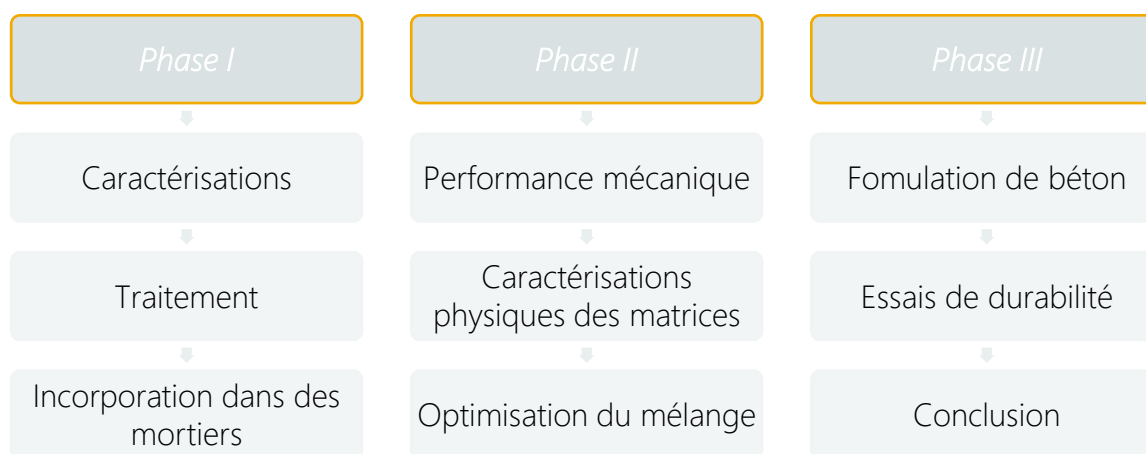 Phase I
Caractérisations
Traitement
Incorporation dans des
mortiers
Phase II
Performance mécanique
Caractérisations
physiques des matrices
Optimisation du mélange
Phase III
Fomulation de béton
Essais de durabilité
Conclusion